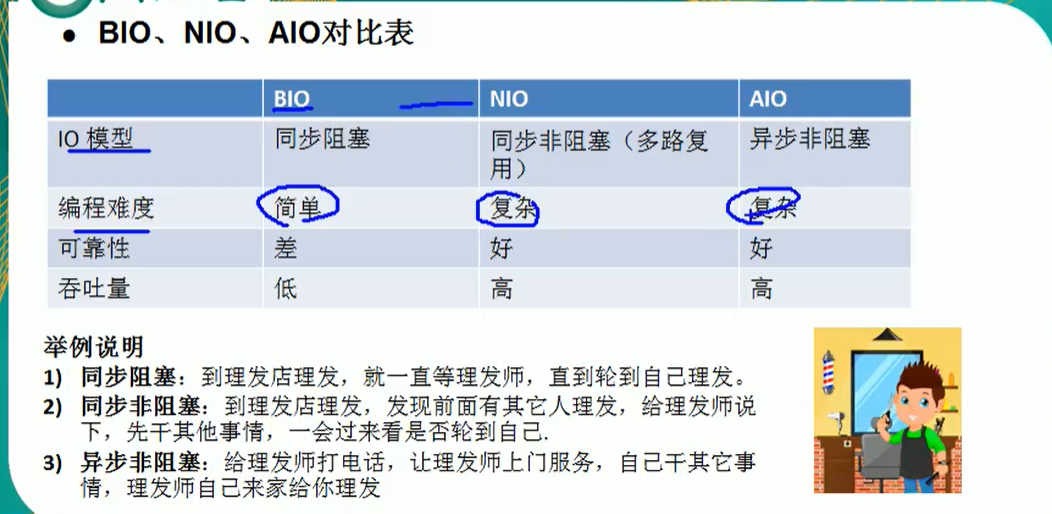 ● BIO、NIO、AIO对比表
BIO NIO AIO
IO 模型 同步阻塞 同步非阻塞（多路复用） 异步非阻塞
编程难度 简单 复杂 复杂
可靠性 差 好 好
吞吐量 低 高 高
举例说明
1) 同步阻塞：到理发店理发，就一直等理发师，直到轮到自己理发。
2) 同步非阻塞：到理发店理发，发现前面有其它人理发，给理发师说
下，先干其他事情，一会过来看是否轮到自己.
3) 异步非阻塞：给理发师打电话，让理发师上门服务，自己干其它事
情，理发师自己来家给你理发